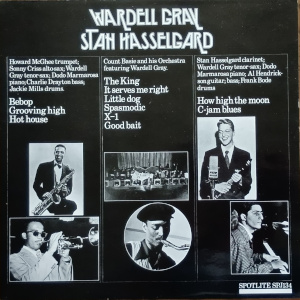 WARDELL GRAY
STAN HASSELGARD
Howard McGhee trumpet;
Sonny Criss alto-sax; Wardell
Gray tenor-sax; Dodo Marmarosa
piano; Charlie Drayton bass;
Jackie Mills drums
Bebop
Grooving high
Hot house
Count Basie and his Orchestra
featuring Wardell Gray.
The King
It serves me right
Little dog
Spasmodic
X-1
Good bait
Stan Hasselgard clarinet;
Wardell Gray tenor-sax; Dodo
Marmarosa piano; Al Hendrick-
son guitar; bass; Frank Bode
drums
How high the moon
C-jam blues
SPOTLITE SPJ134